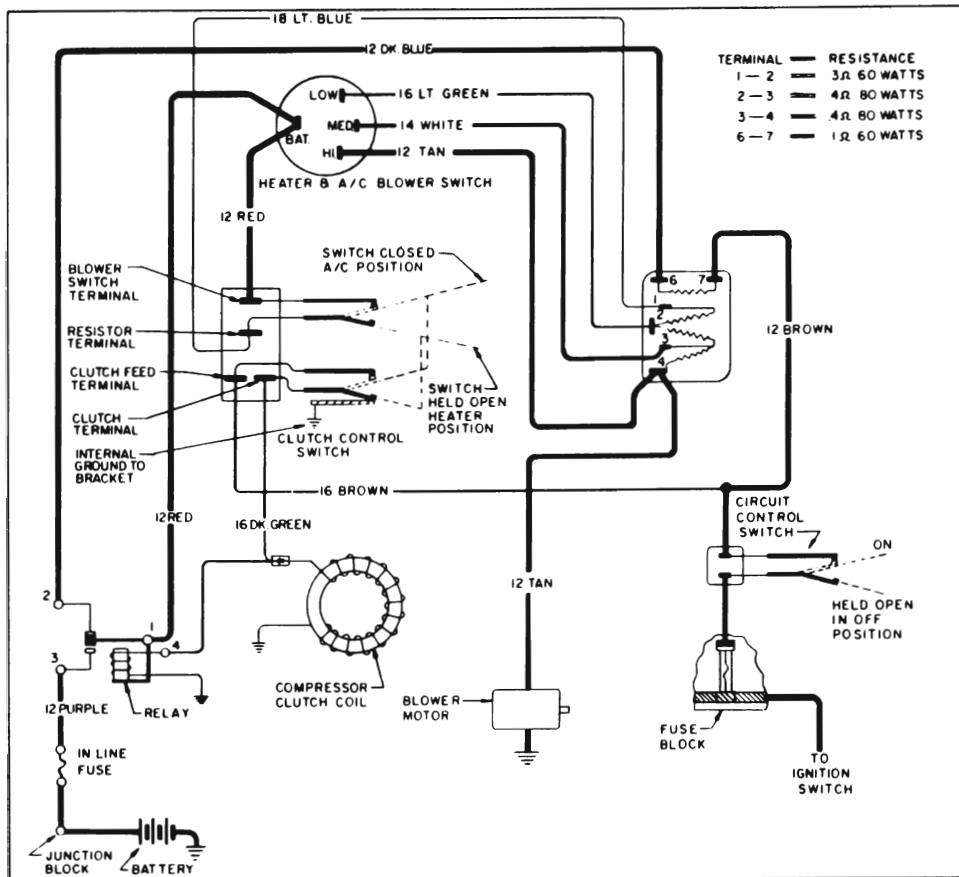 18 LT. BLUE
12 DK BLUE
TERMINAL — RESISTANCE
1 — 2 3Ω 60 WATTS
2 — 3 .4Ω 80 WATTS
3 — 4 .4Ω 80 WATTS
6 — 7 1Ω 60 WATTS
LOW
16 LT GREEN
MED
14 WHITE
BAT.
HI.
12 TAN
HEATER & A/C BLOWER SWITCH
12 RED
BLOWER
SWITCH
TERMINAL
SWITCH CLOSED
A/C POSITION
6
7
1
2
3
4
RESISTOR
TERMINAL
12 BROWN
CLUTCH FEED
TERMINAL
CLUTCH
TERMINAL
SWITCH
HELD OPEN
HEATER
POSITION
INTERNAL
GROUND TO
BRACKET
CLUTCH CONTROL
SWITCH
16 BROWN
12RED
16 DK GREEN
CIRCUIT
CONTROL
SWITCH
ON
12 TAN
HELD OPEN
IN OFF
POSITION
2
1
4
3
COMPRESSOR
CLUTCH COIL
BLOWER
MOTOR
12 PURPLE
RELAY
FUSE
BLOCK
TO
IGNITION
SWITCH
IN LINE
FUSE
JUNCTION
BLOCK
BATTERY